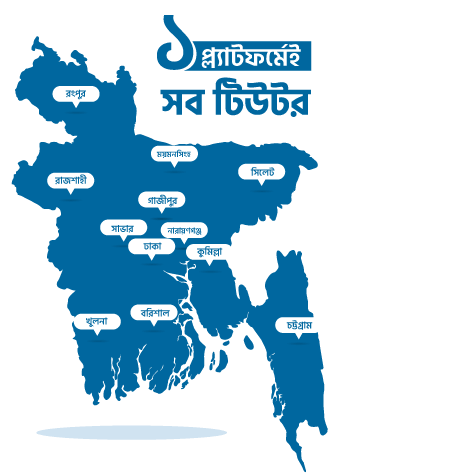 ১ প্ল্যাটফর্মেই
সব টিউটর
রংপুর
ময়মনসিংহ
সিলেট
রাজশাহী
গাজীপুর
সাভার
নারায়ণগঞ্জ
ঢাকা
কুমিল্লা
বরিশাল
খুলনা
চট্টগ্রাম